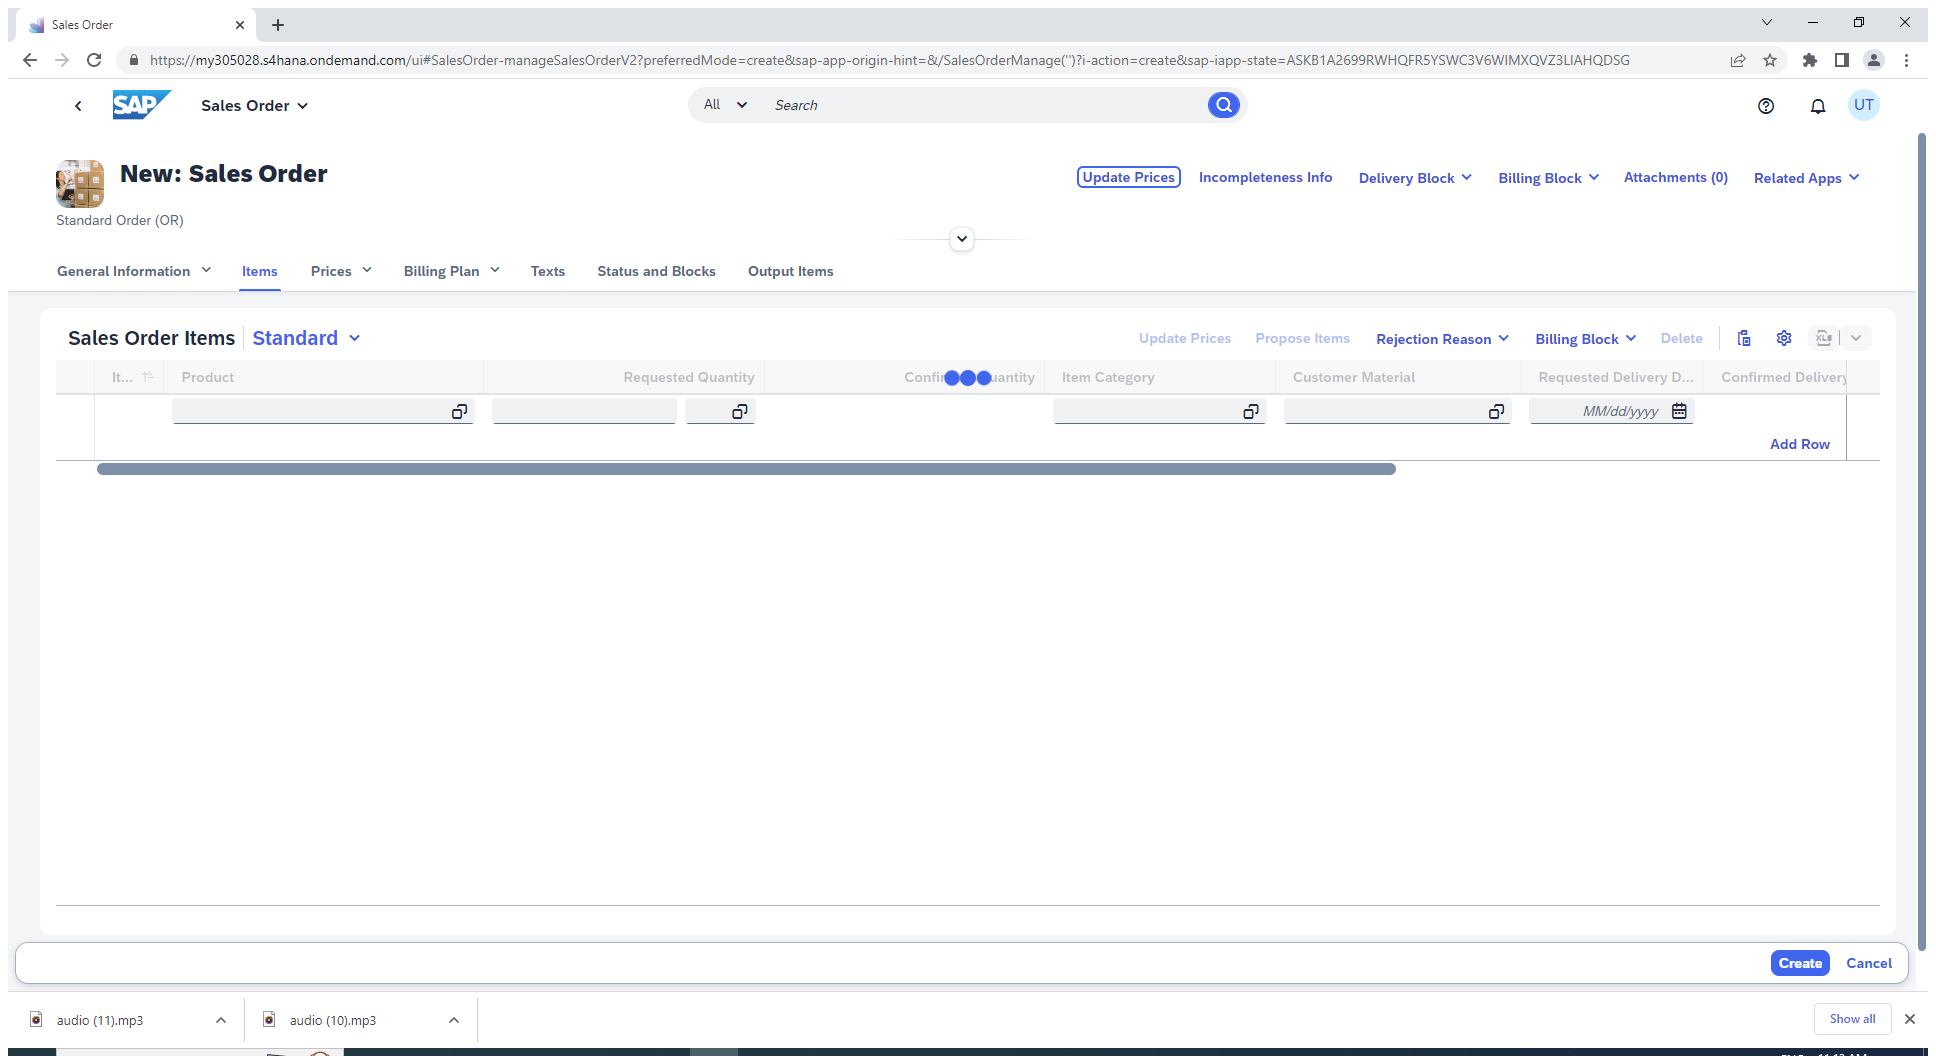 Sales Order
https://my305028.s4hana.ondemand.com/ui#SalesOrder-manageSalesOrderV2?preferredMode=create&sap-app-origin-hint=&/SalesOrderManage('')?i-action=create&sap-iapp-state=ASKB1A2699RWHQFR5YSWC3V6WIMXQVZ3LIAHQDSG
SAP Sales Order All Search UT
New: Sales Order
Update Prices Incompleteness Info Delivery Block Billing Block Attachments (0) Related Apps
Standard Order (OR)
General Information Items Prices Billing Plan Texts Status and Blocks Output Items
Sales Order Items Standard Update Prices Propose Items Rejection Reason Billing Block Delete XLS
It... Product Requested Quantity Item Category Customer Material Requested Delivery D... Confirmed Delivery
MM/dd/yyyy
Add Row
Create Cancel
audio (11).mp3 audio (10).mp3 Show all